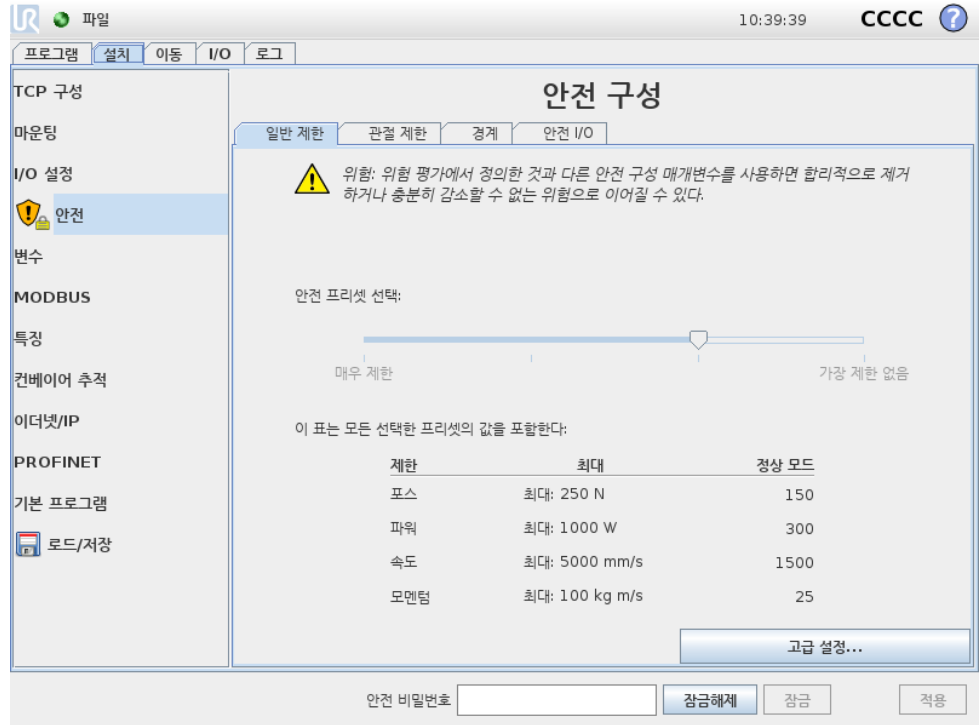 파일 10:39:39 CCCC ?
프로그램 설치 이동 I/O 로그
TCP 구성
마운팅
I/O 설정
안전
변수
MODBUS
특징
컨베이어 추적
이더넷/IP
PROFINET
기본 프로그램
로드/저장
안전 구성
일반 제한 관절 제한 경계 안전 I/O
위험: 위험 평가에서 정의한 것과 다른 안전 구성 매개변수를 사용하면 합리적으로 제거
하거나 충분히 감소할 수 없는 위험으로 이어질 수 있다.
안전 프리셋 선택:
매우 제한 가장 제한 없음
이 표는 모든 선택한 프리셋의 값을 포함한다:
제한 최대 정상 모드
포스 최대: 250 N 150
파워 최대: 1000 W 300
속도 최대: 5000 mm/s 1500
모멘텀 최대: 100 kg m/s 25
고급 설정...
안전 비밀번호 잠금해제 잠금 적용